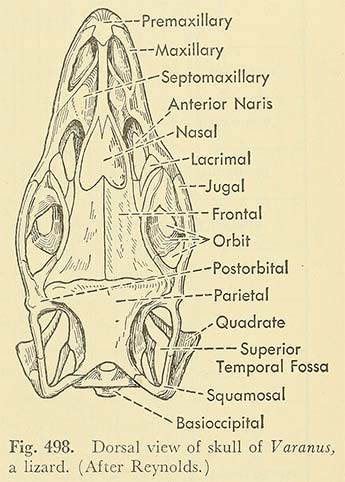 Premaxillary
Maxillary
Septomaxillary
Anterior Naris
Nasal
Lacrimal
Jugal
Frontal
Orbit
Postorbital
Parietal
Quadrate
Superior
Temporal Fossa
Squamosal
Basioccipital
Fig. 498. Dorsal view of skull of Varanus,
a lizard. (After Reynolds.)